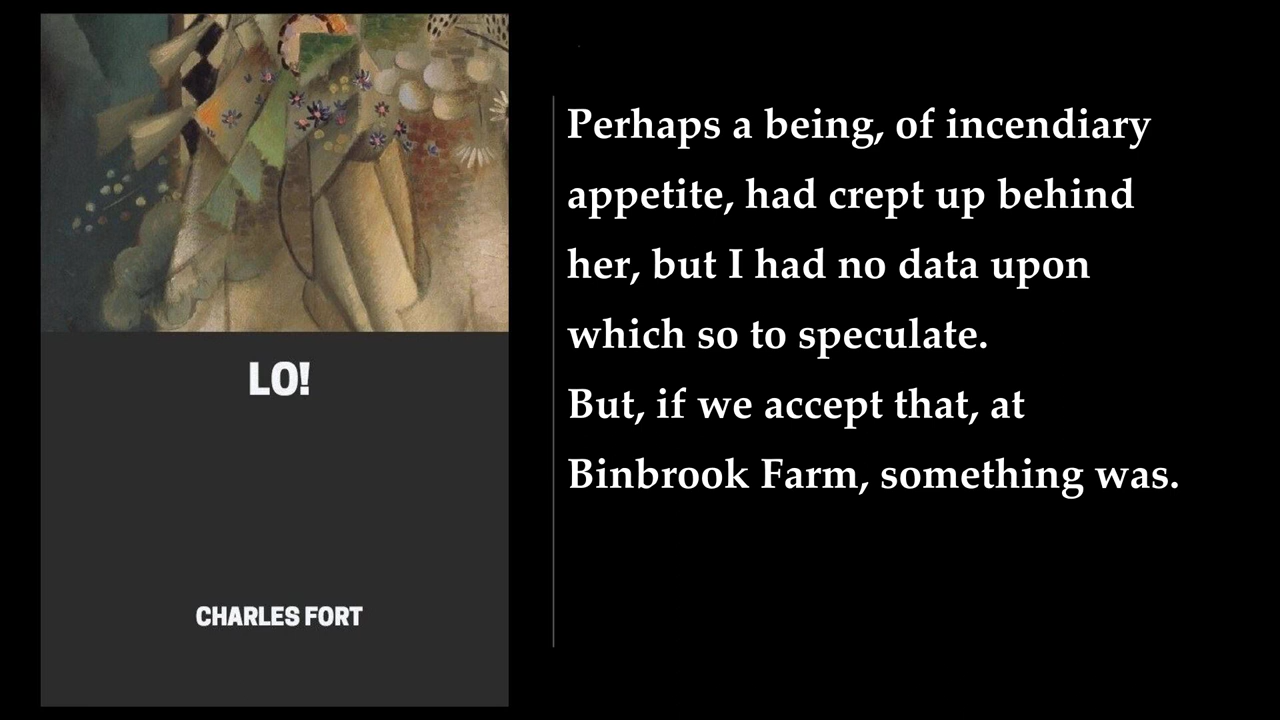 LO!
CHARLES FORT
Perhaps a being, of incendiary
appetite, had crept up behind
her, but I had no data upon
which so to speculate.
But, if we accept that, at
Binbrook Farm, something was.